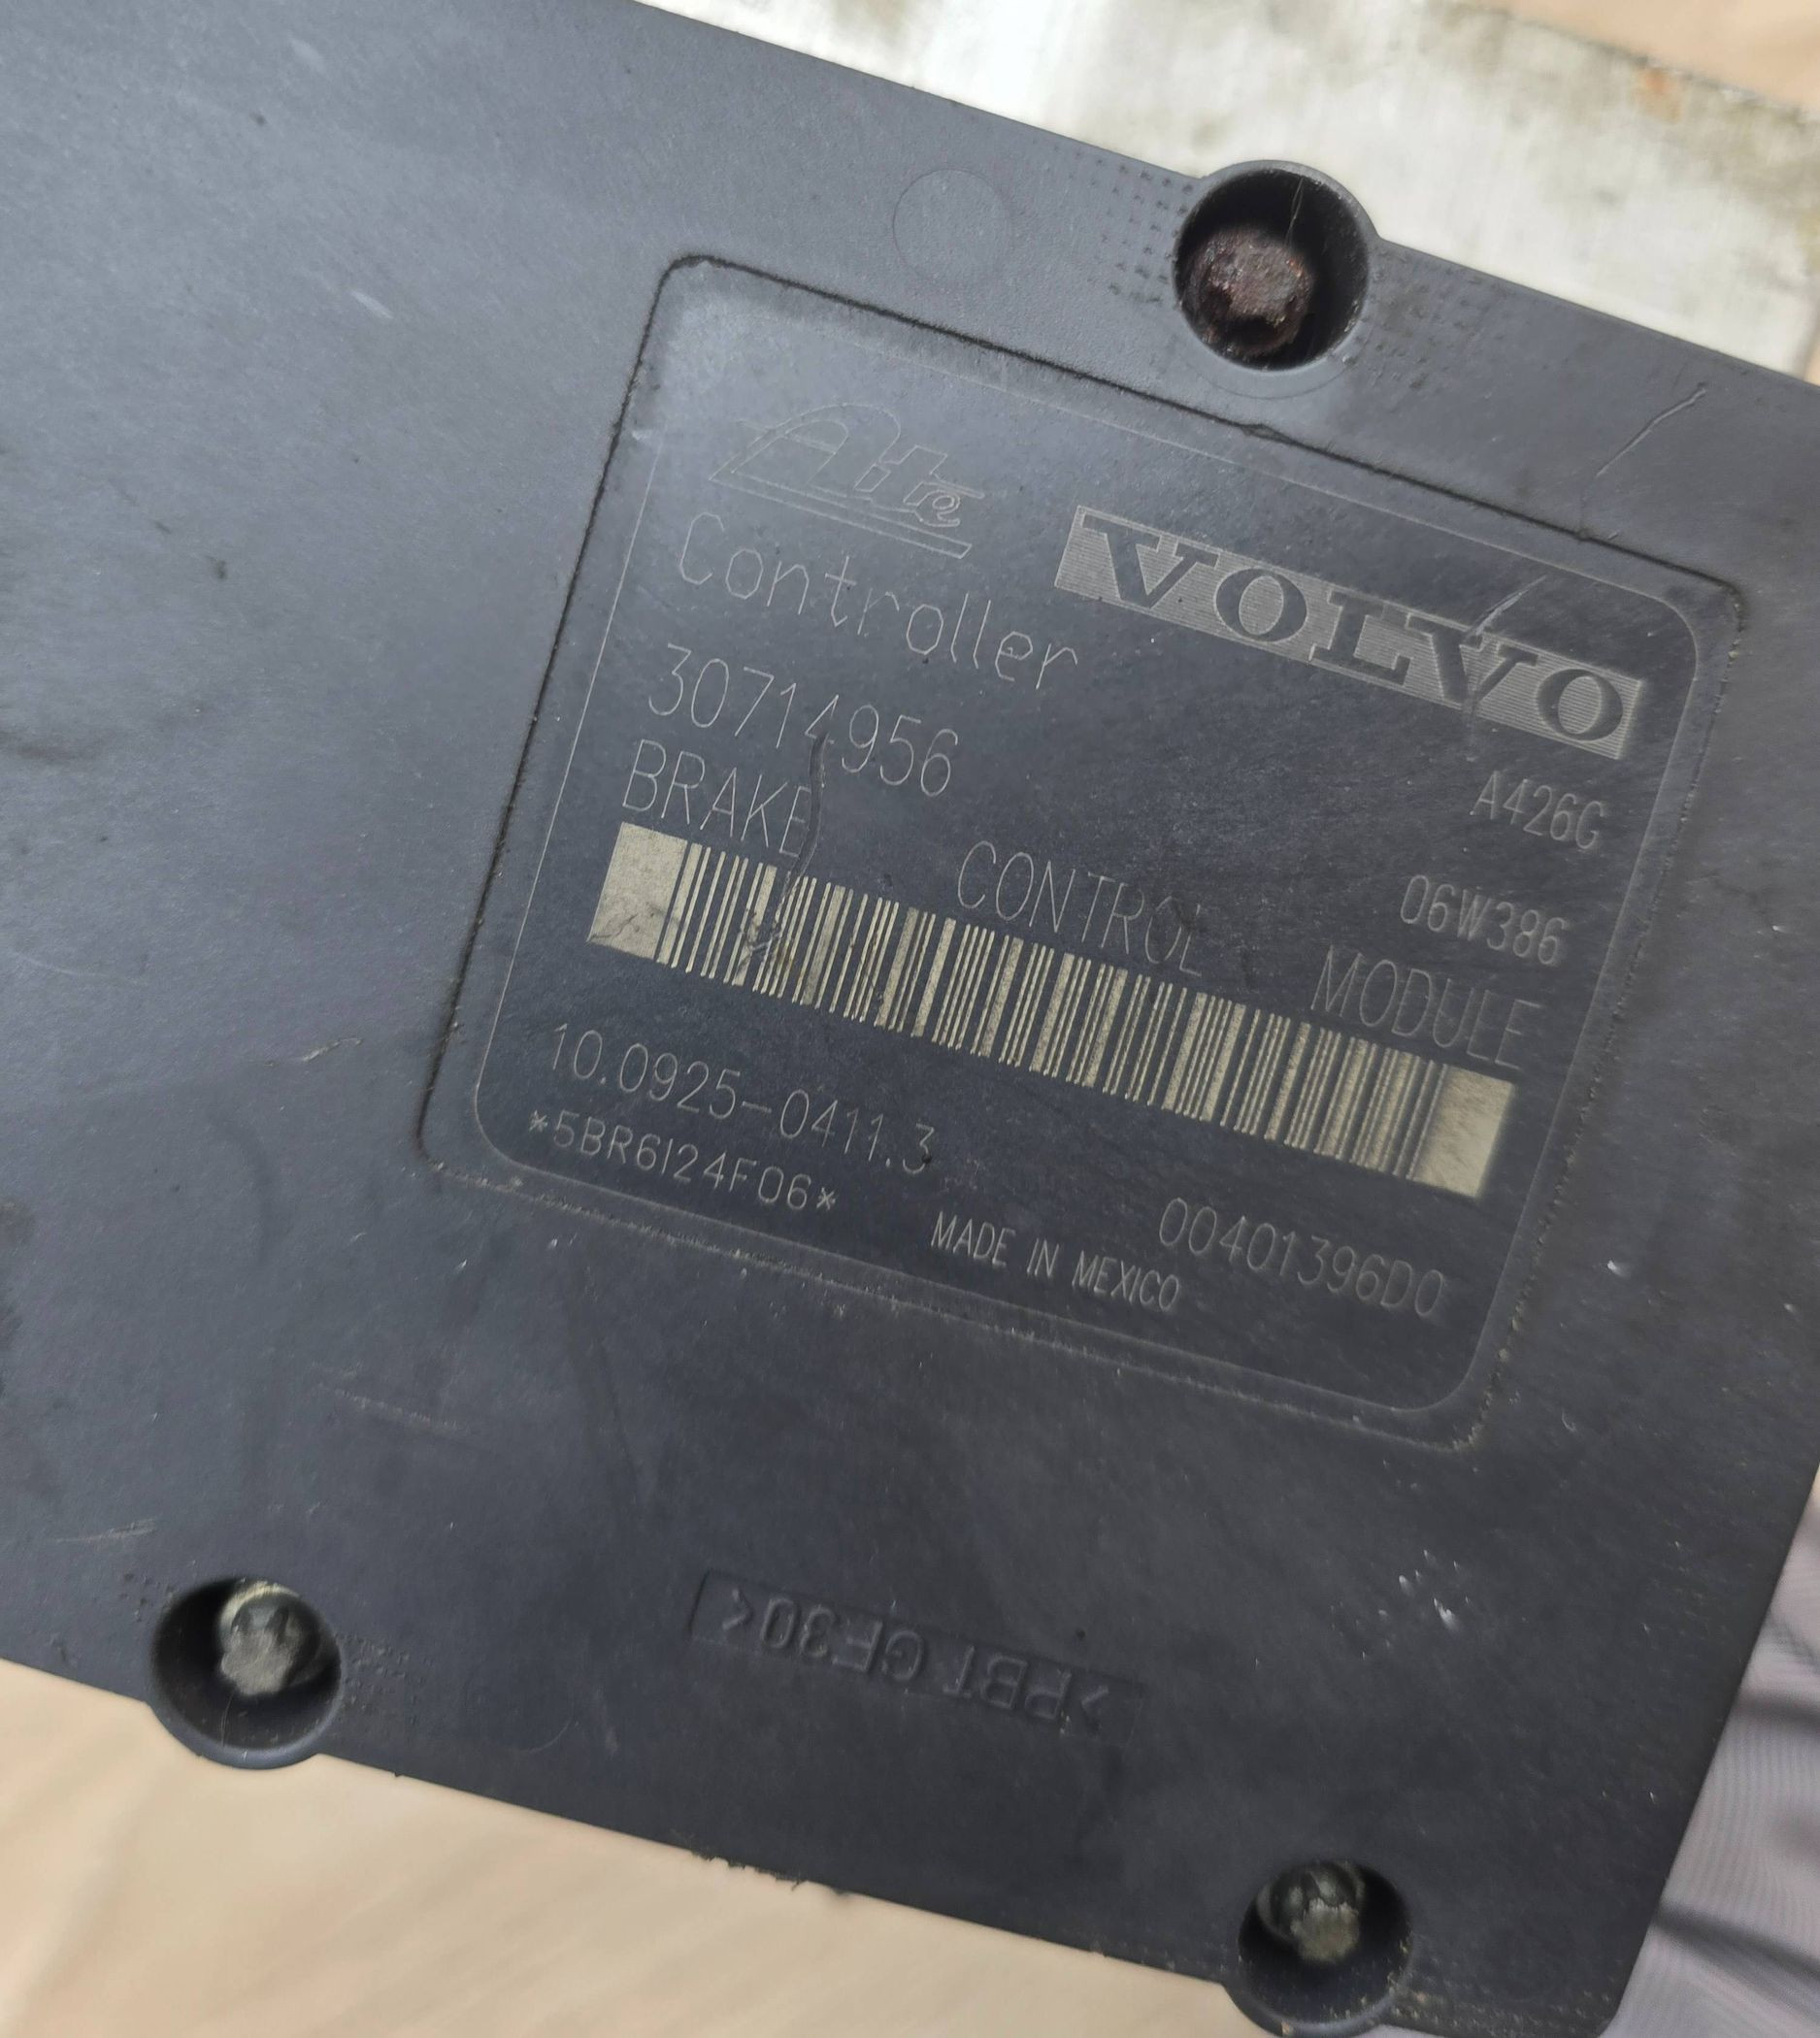 Ate VOLVO
Controller
30714956 A426G
BRAKE CONTROL MODULE
06W386
10.0925-0411.3 00401396D0
*5BR6I24F06* MADE IN MEXICO
>PBT GF30<